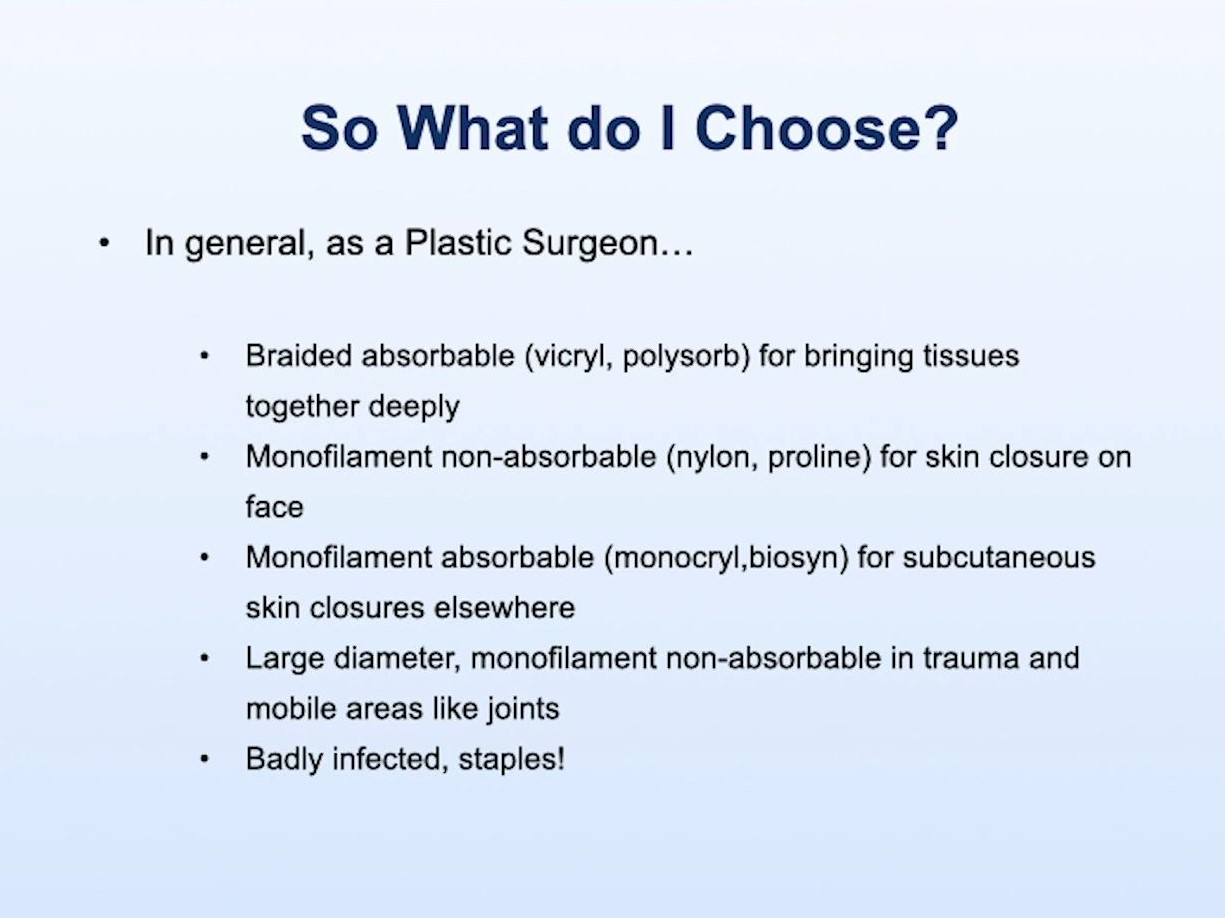 So What do I Choose?
• In general, as a Plastic Surgeon…
• Braided absorbable (vicryl, polysorb) for bringing tissues
together deeply
• Monofilament non-absorbable (nylon, proline) for skin closure on
face
• Monofilament absorbable (monocryl,biosyn) for subcutaneous
skin closures elsewhere
• Large diameter, monofilament non-absorbable in trauma and
mobile areas like joints
• Badly infected, staples!